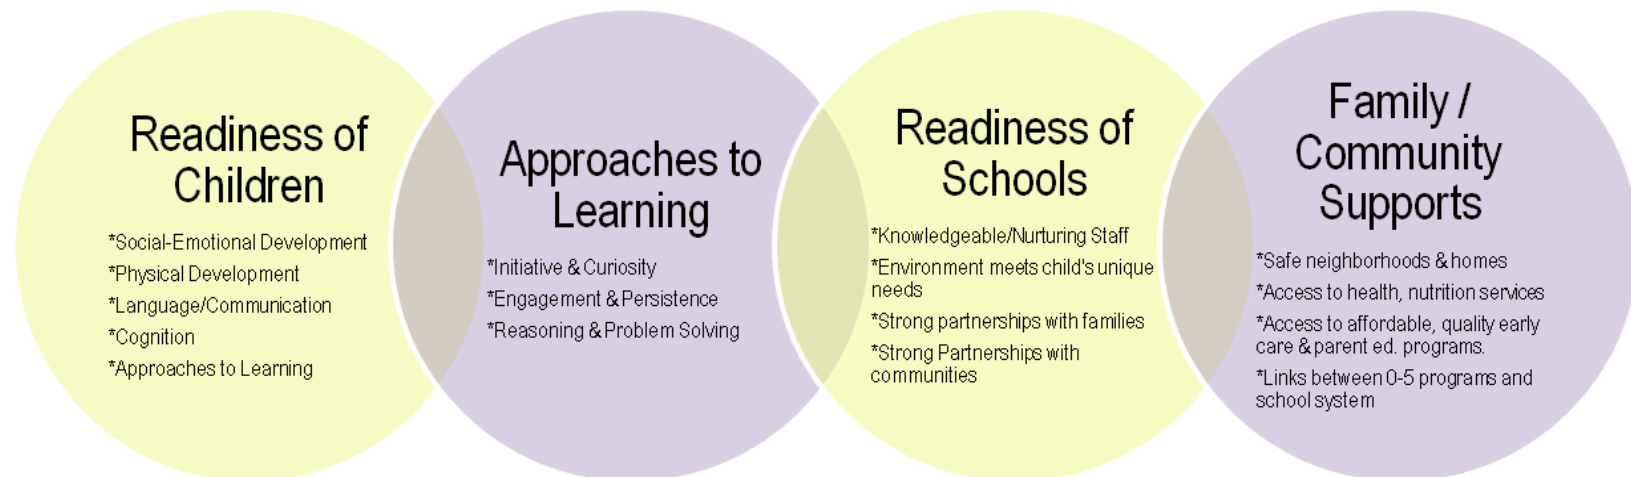 Readiness of
Children
*Social-Emotional Development
*Physical Development
*Language/Communication
*Cognition
*Approaches to Learning
Approaches to
Learning
*Initiative & Curiosity
*Engagement & Persistence
*Reasoning & Problem Solving
Readiness of
Schools
*Knowledgeable/Nurturing Staff
*Environment meets child's unique
needs
*Strong partnerships with families
*Strong Partnerships with
communities
Family /
Community
Supports
*Safe neighborhoods & homes
*Access to health, nutrition services
*Access to affordable, quality early
care & parent ed. programs.
*Links between 0-5 programs and
school system